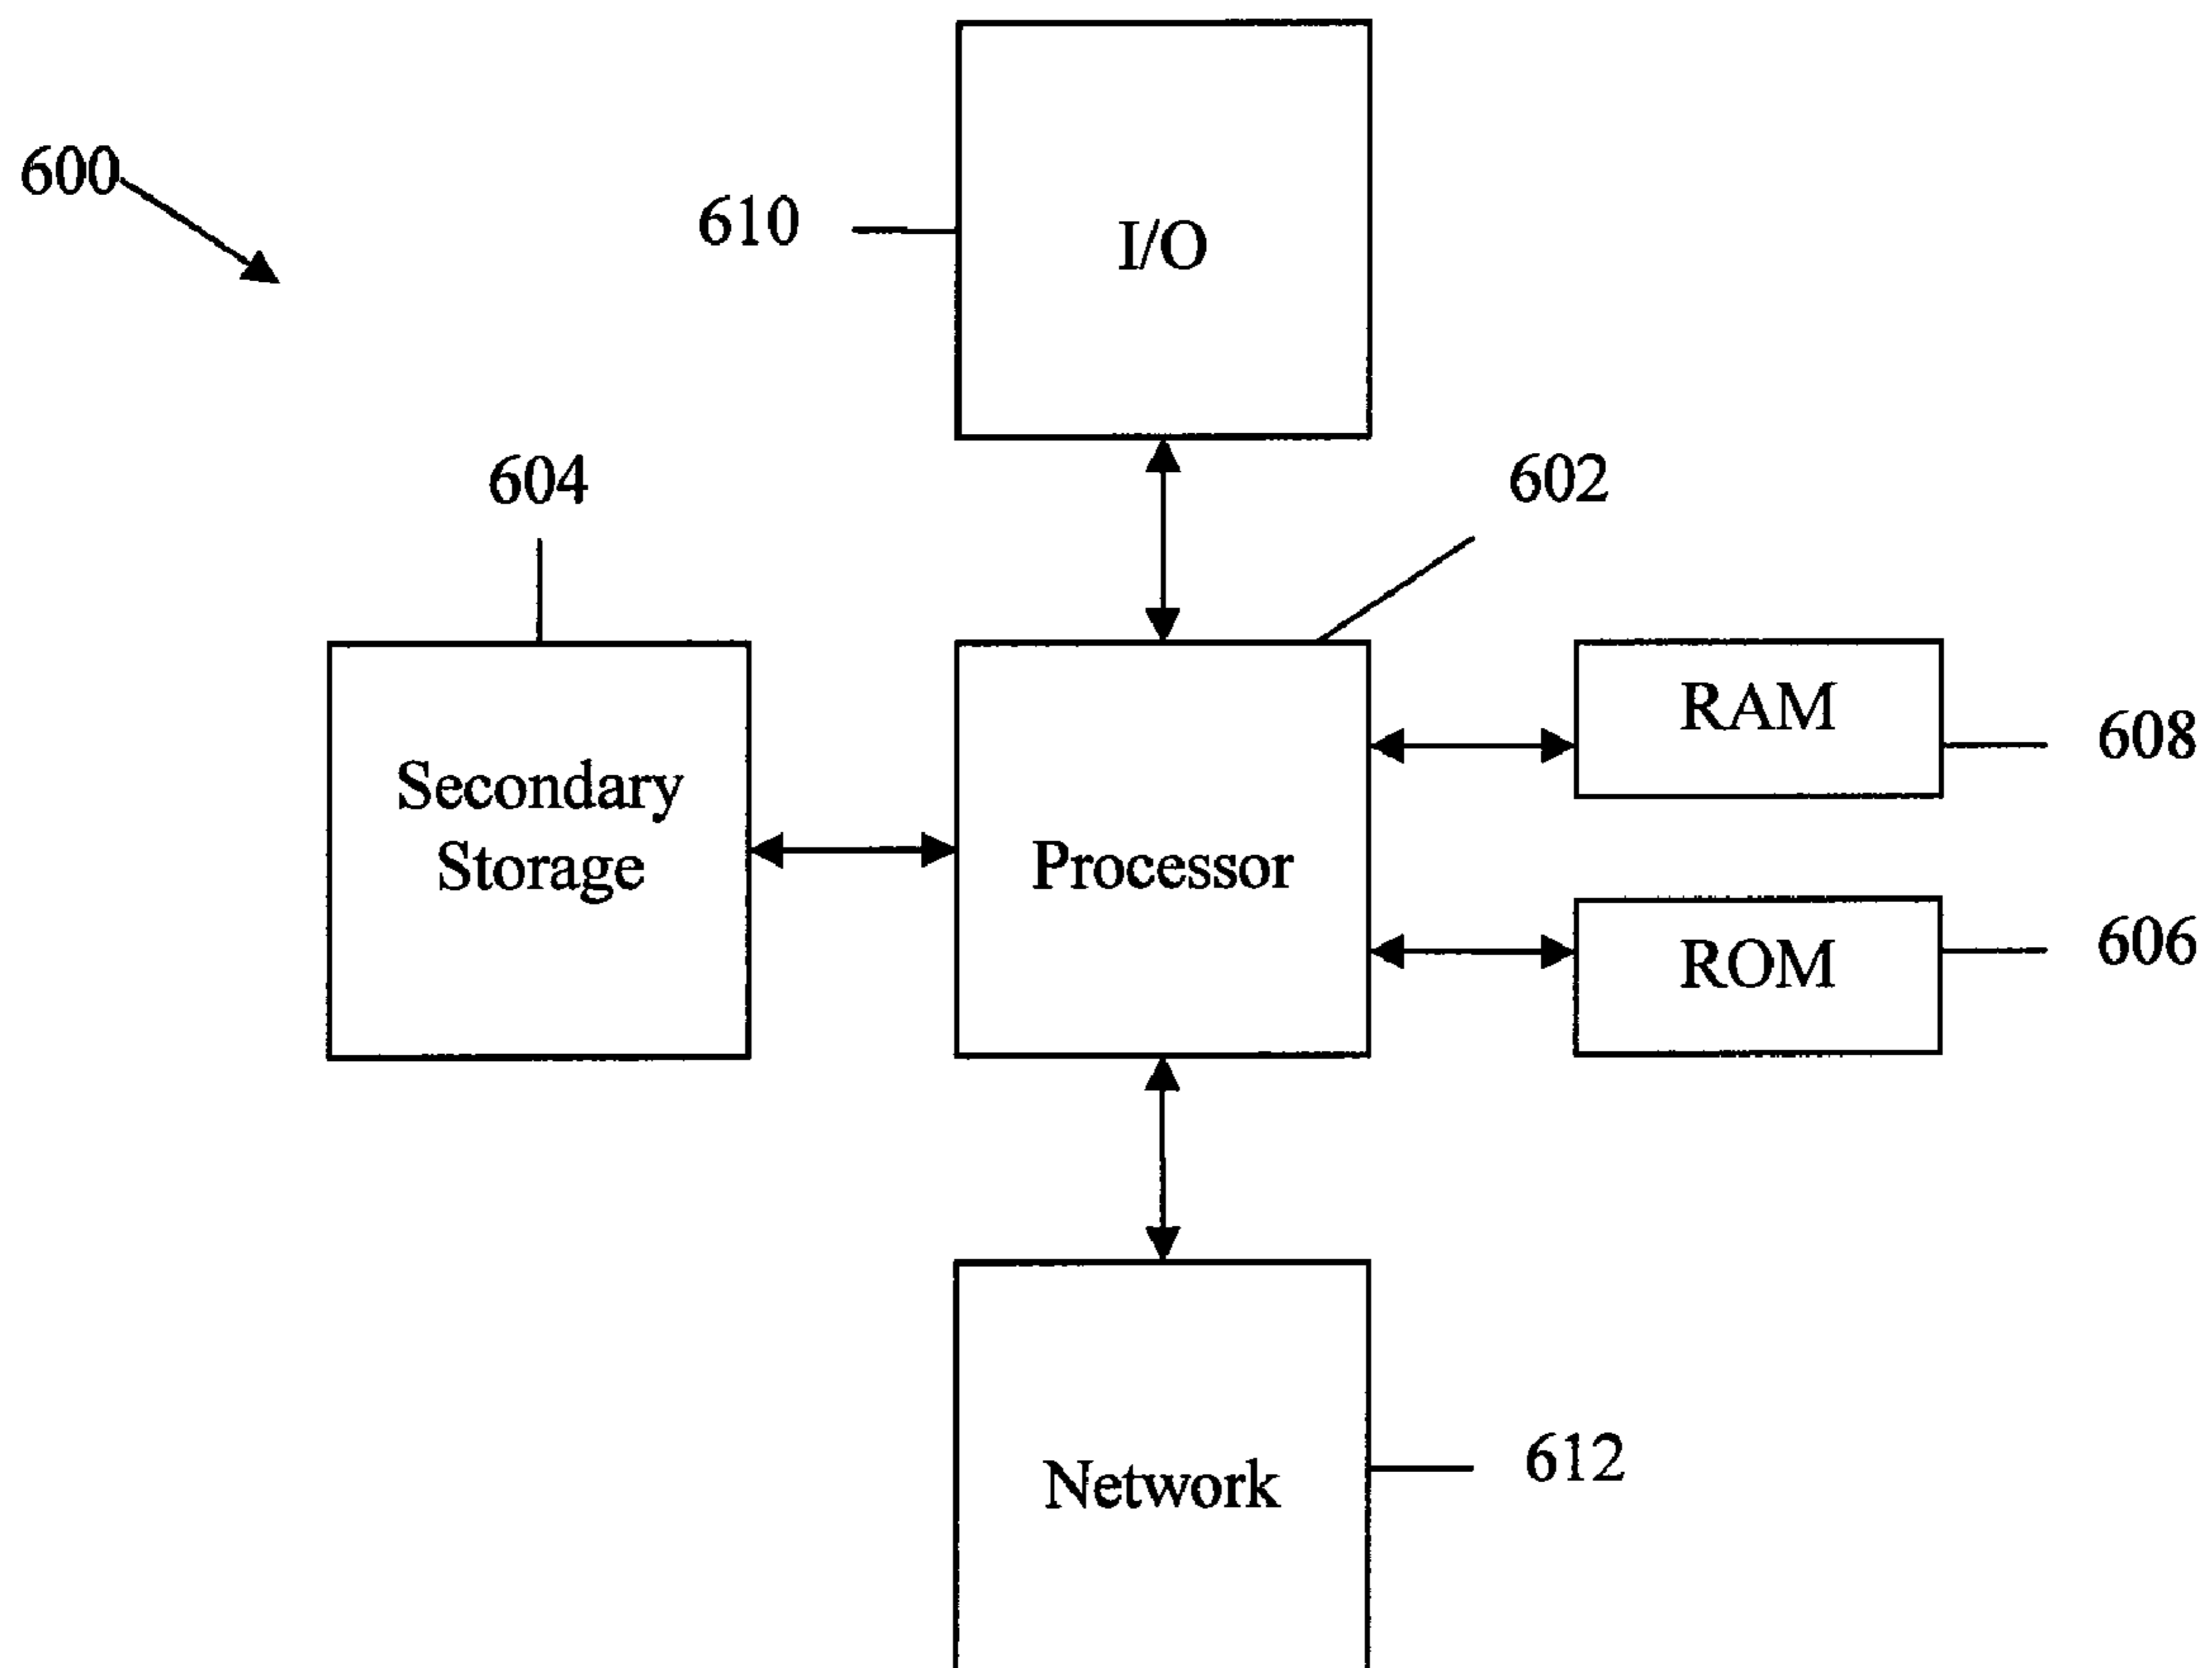 600
610
I/O
604
602
Secondary
Storage
Processor
RAM
608
ROM
606
Network
612